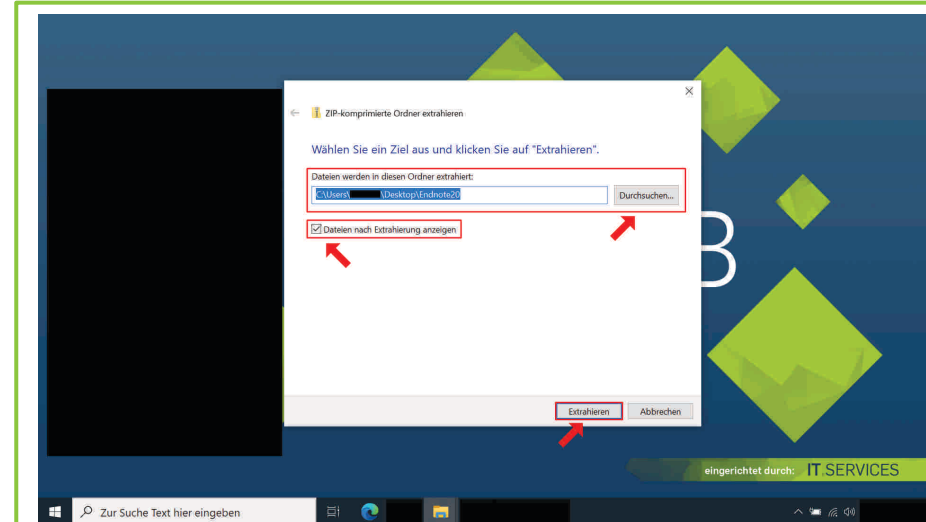 ZIP-komprimierte Ordner extrahieren
Wählen Sie ein Ziel aus und klicken Sie auf "Extrahieren".
Dateien werden in diesen Ordner extrahiert:
C:\Users\ \Desktop\Endnote20
Durchsuchen...
Dateien nach Extrahierung anzeigen
B
Extrahieren
Abbrechen
eingerichtet durch: IT.SERVICES
Zur Suche Text hier eingeben